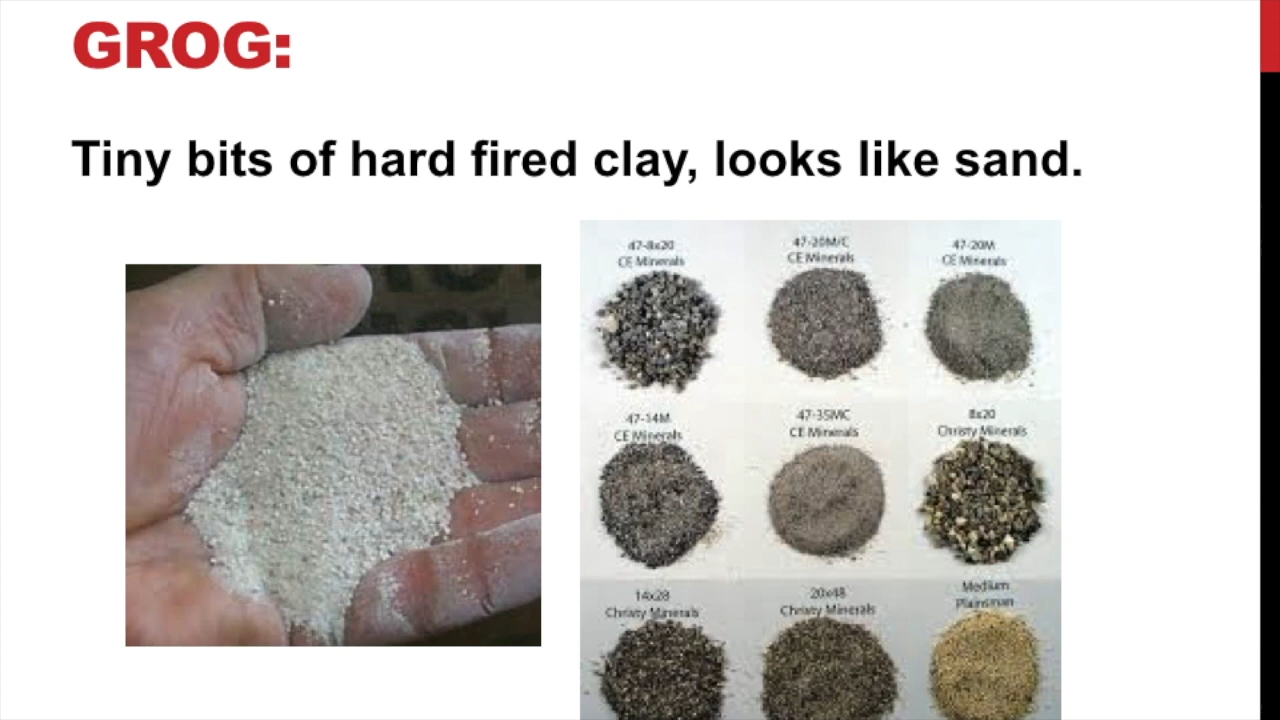 GROG:
Tiny bits of hard fired clay, looks like sand.
47-8x20
CE Minerals
47-20M/C
CE Minerals
47-20M
CE Minerals
47-14M
CE Minerals
47-35MC
CE Minerals
8x20
Christy Minerals
14x28
Christy Minerals
20x48
Christy Minerals
Medium
Plainsman